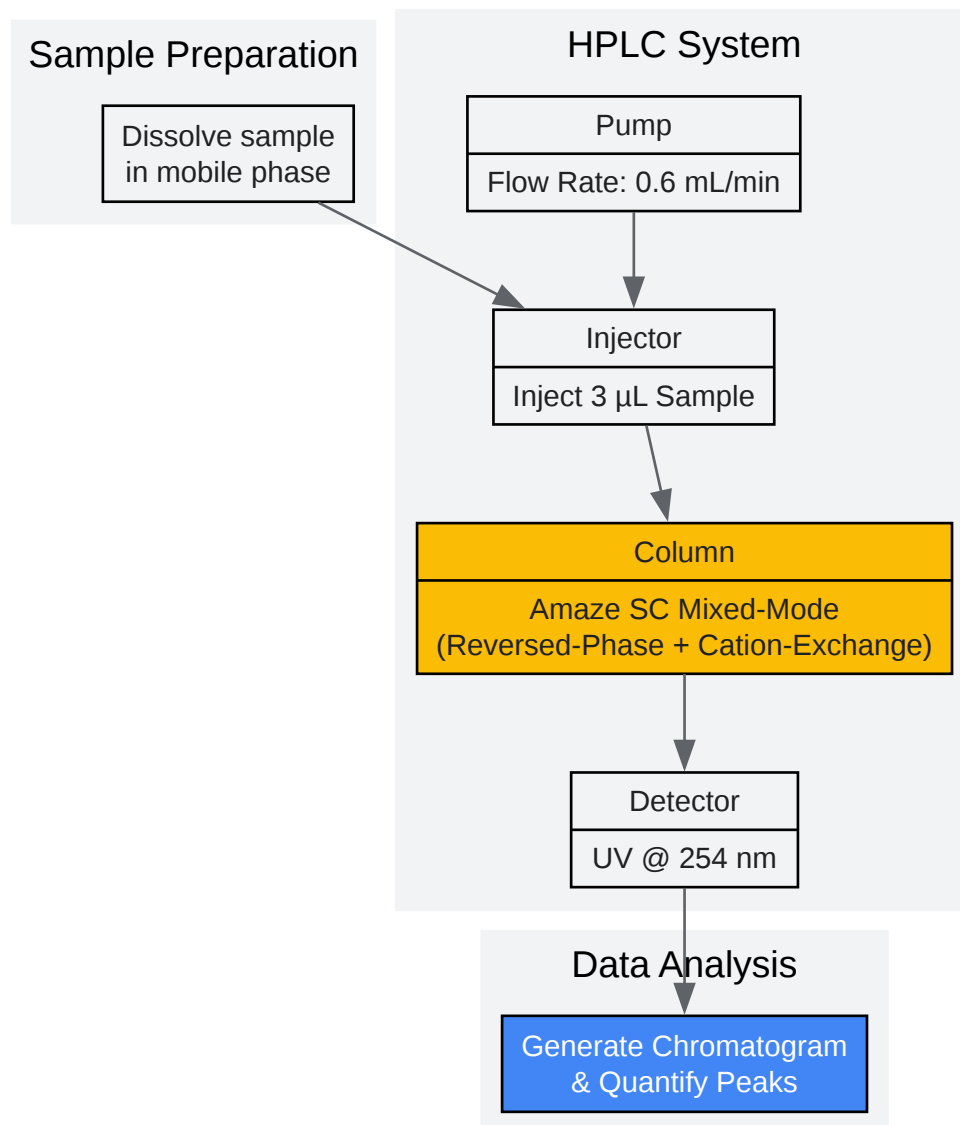 Sample Preparation
Dissolve sample
in mobile phase
HPLC System
Pump
Flow Rate: 0.6 mL/min
Injector
Inject 3 µL Sample
Column
Amaze SC Mixed-Mode
(Reversed-Phase + Cation-Exchange)
Detector
UV @ 254 nm
Data Analysis
Generate Chromatogram
& Quantify Peaks